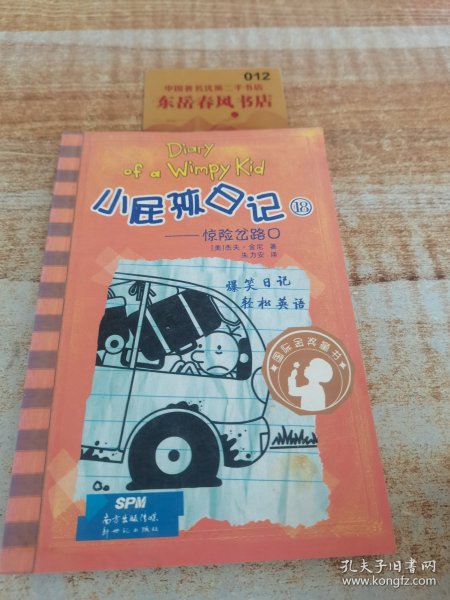 012
中国著名优质二手书店
东岳春风书店
Diary
of a Wimpy Kid
小屁孩日记⑱
——惊险岔路口
[美]杰夫·金尼 著
朱力安 译
爆笑日记
轻松英语
国际金奖童书
SPM
南方出版传媒
新世纪出版社
孔夫子旧书网
www.kongfz.com